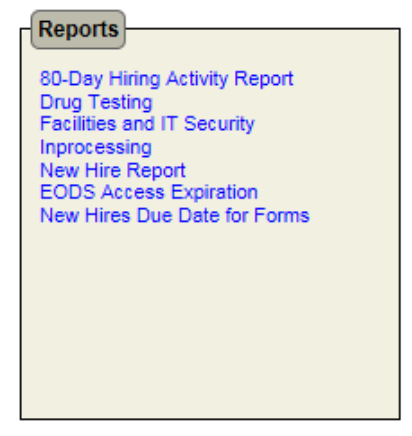 Reports
80-Day Hiring Activity Report
Drug Testing
Facilities and IT Security
Inprocessing
New Hire Report
EODS Access Expiration
New Hires Due Date for Forms